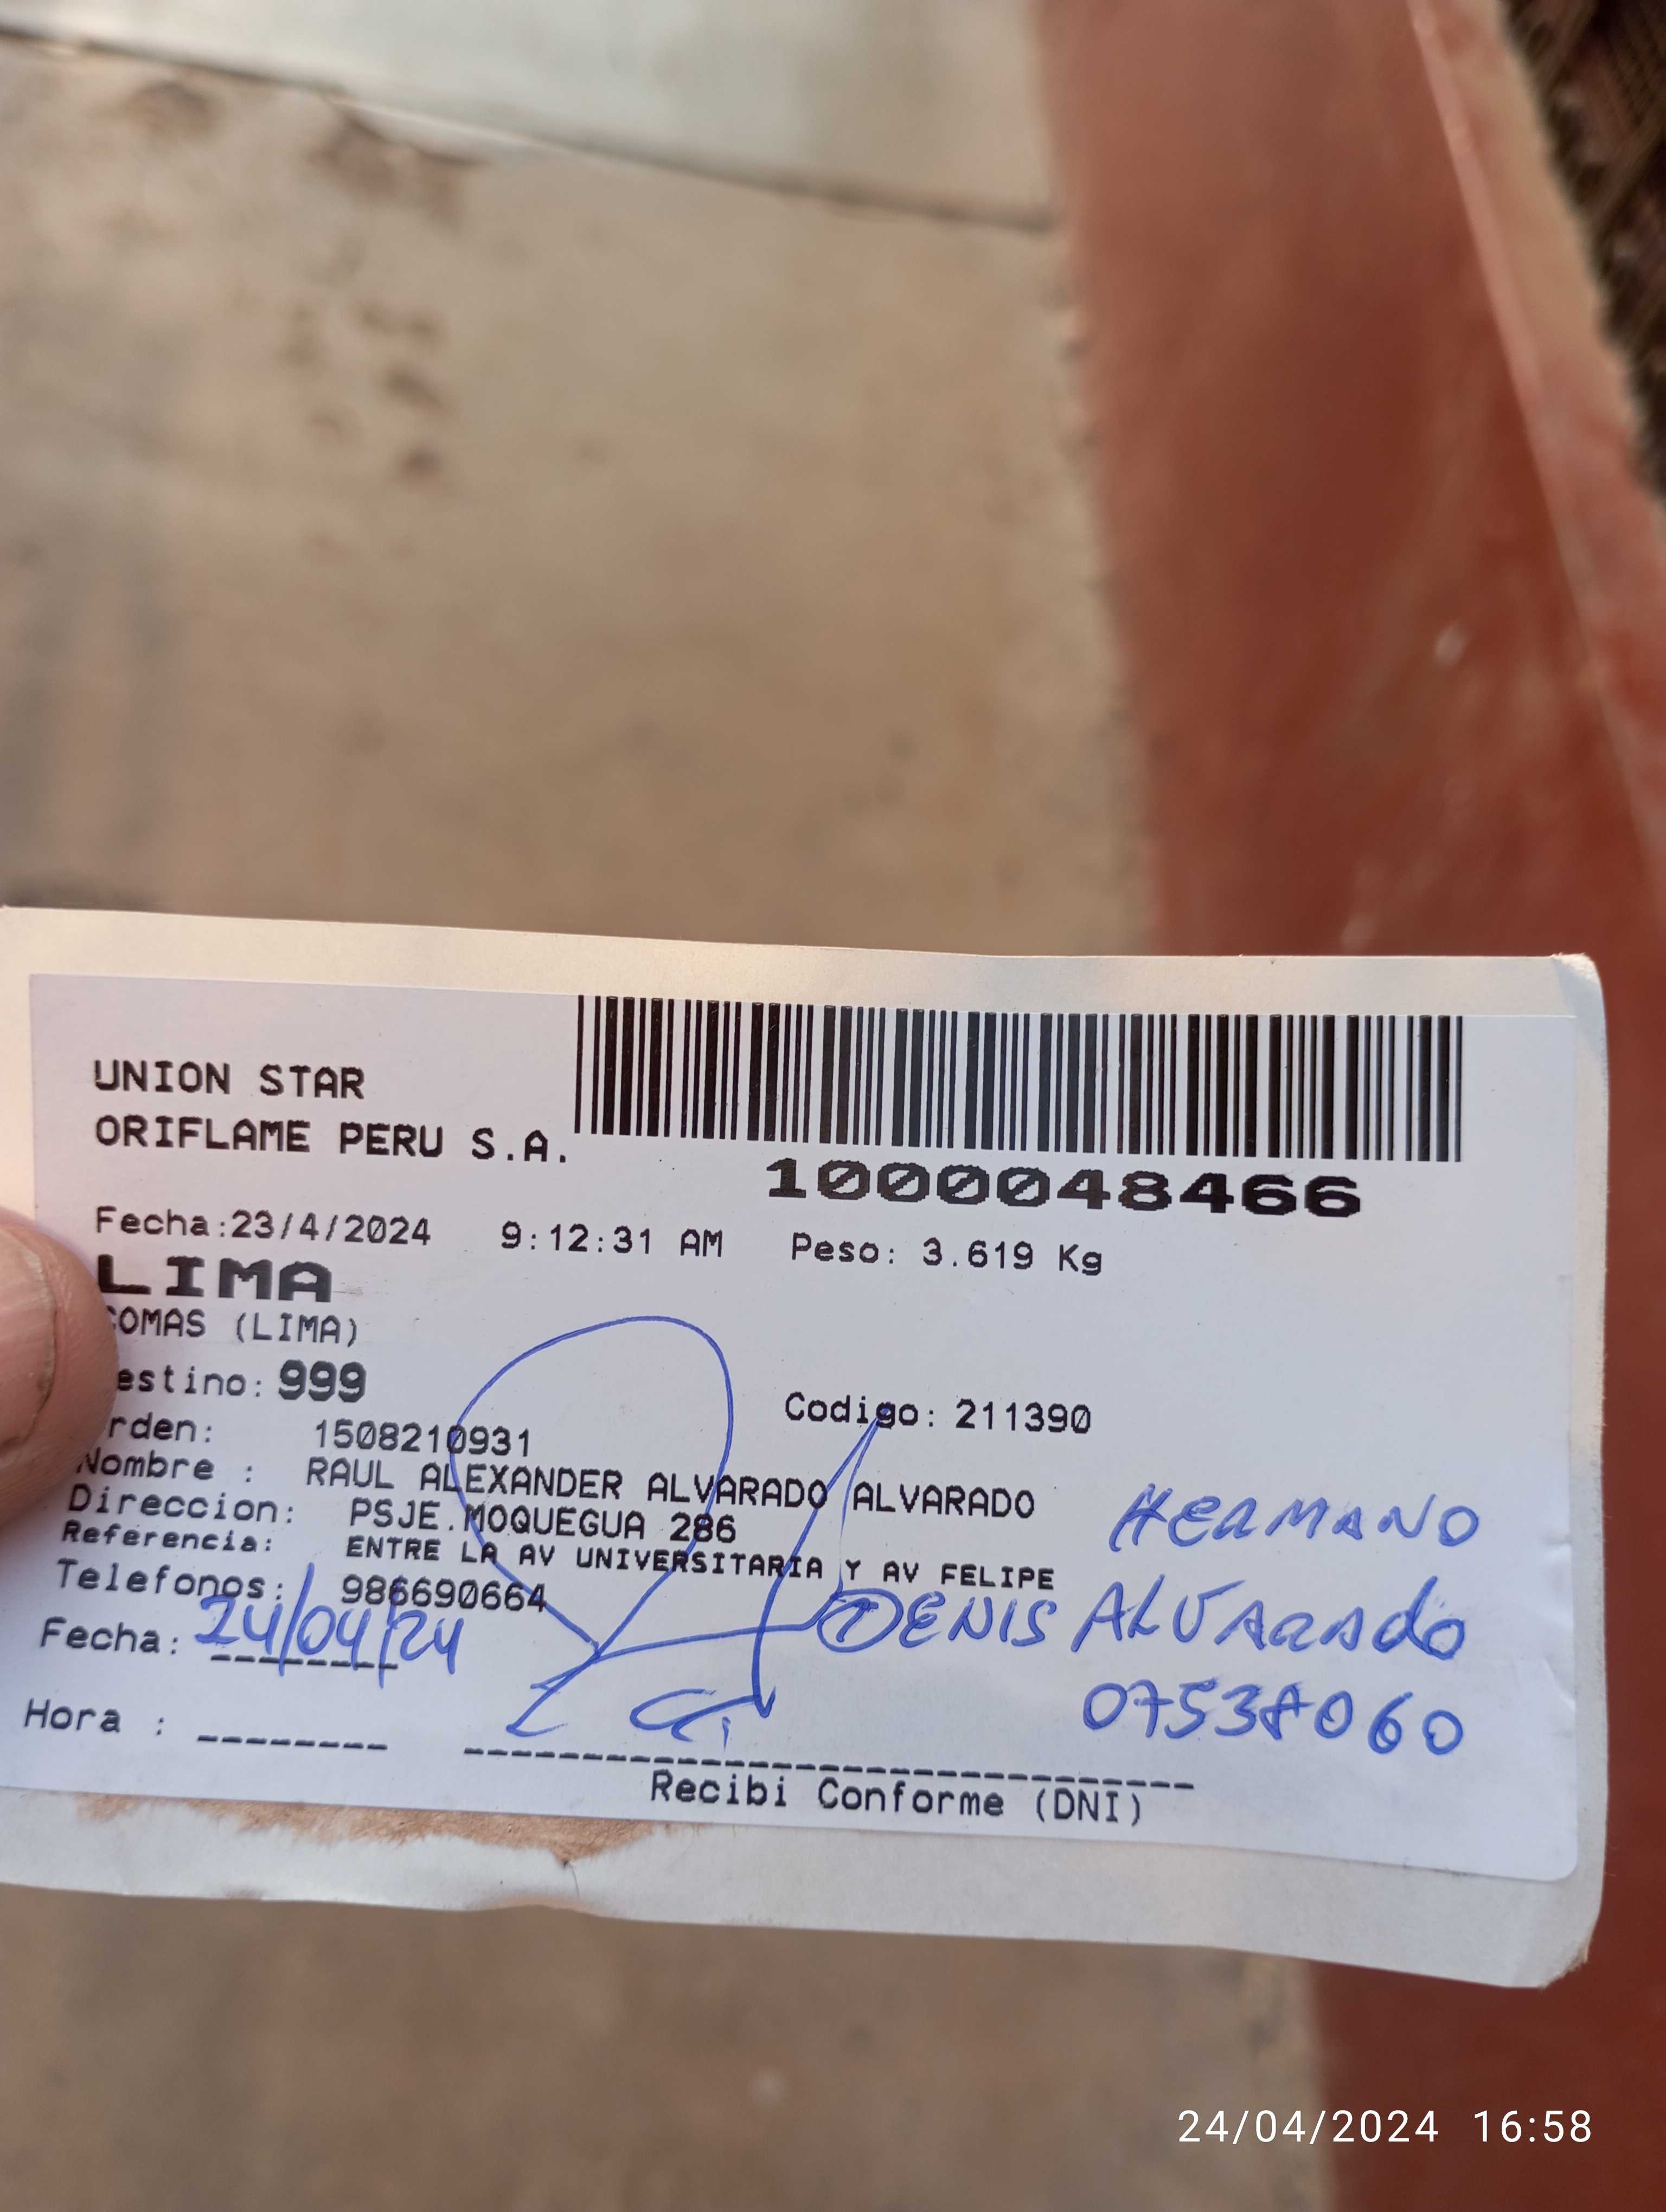 UNION STAR
ORIFLAME PERU S.A.
1000048466
Fecha:23/4/2024 9:12:31 AM Peso: 3.619 Kg
LIMA
COMAS (LIMA)
estino: 999
Codigo: 211390
rden: 1508210931
Nombre : RAUL ALEXANDER ALVARADO ALVARADO
Direccion: PSJE.MOQUEGUA 286
HERMANO
Referencia: ENTRE LA AV UNIVERSITARIA Y AV FELIPE
Telefonos: 986690664
DENIS ALVARADO
Fecha: 24/04/24
07538060
Hora :
Recibi Conforme (DNI)
24/04/2024 16:58